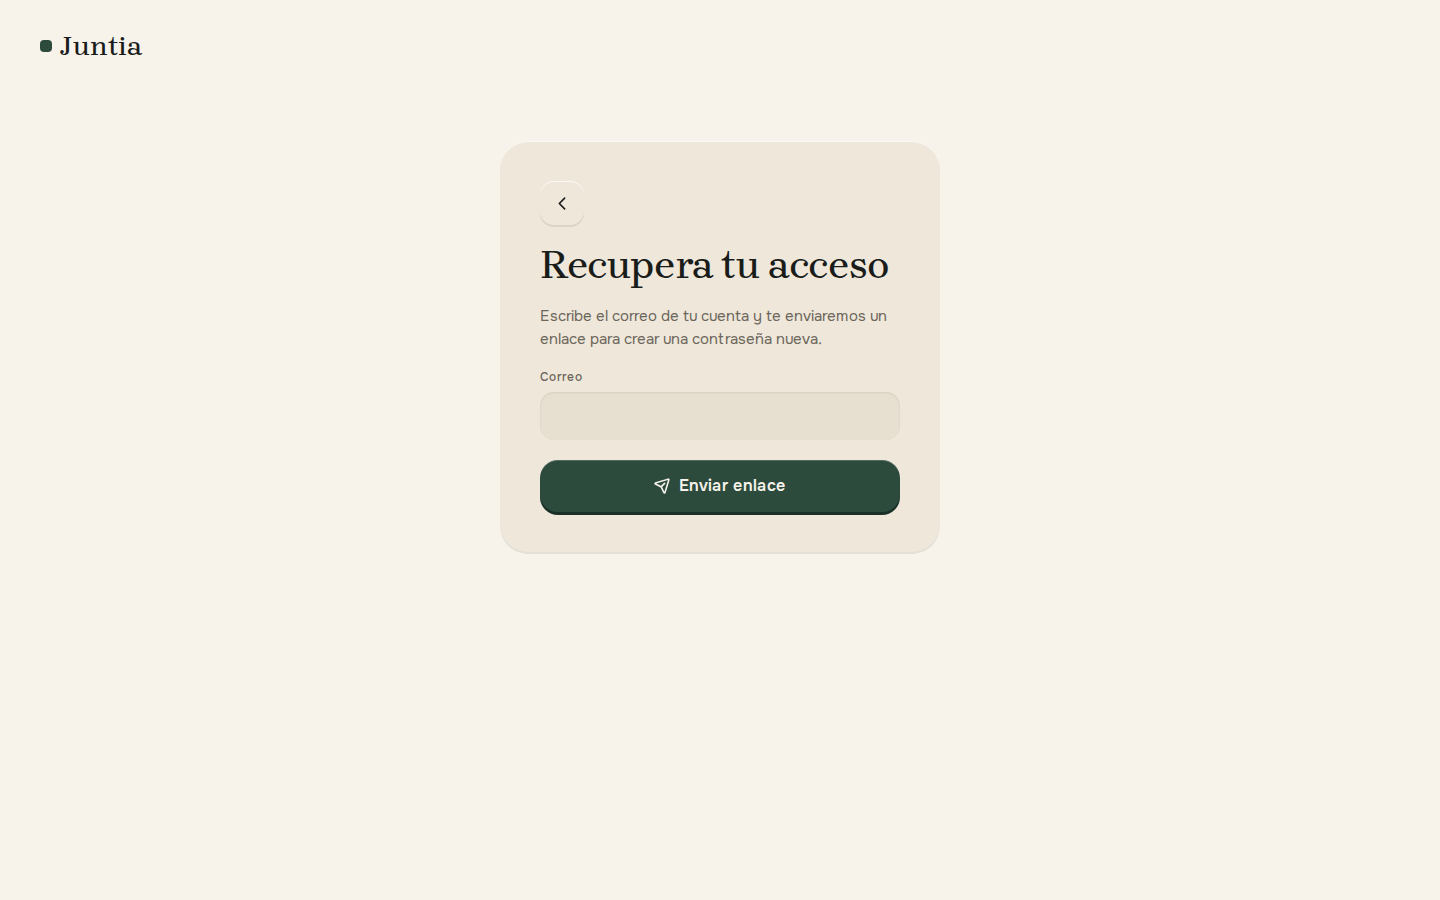 Juntia
Recupera tu acceso
Escribe el correo de tu cuenta y te enviaremos un
enlace para crear una contraseña nueva.
Correo
Enviar enlace